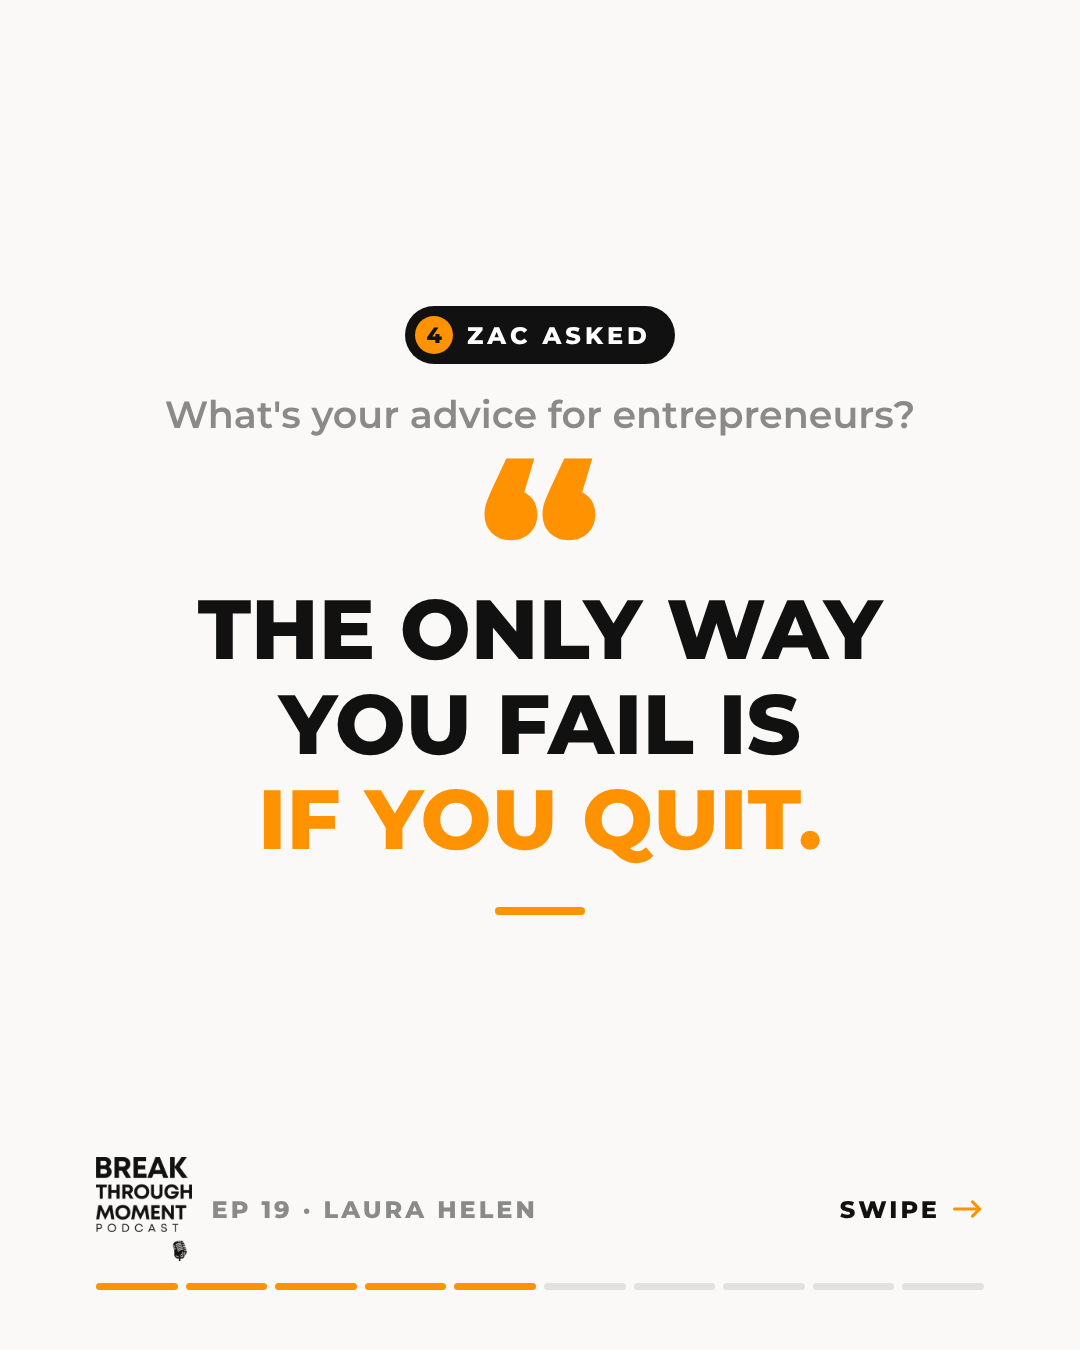 4 ZAC ASKED
What's your advice for entrepreneurs?
“
THE ONLY WAY
YOU FAIL IS
IF YOU QUIT.
BREAK
THROUGH
MOMENT
PODCAST
EP 19 · LAURA HELEN
SWIPE →